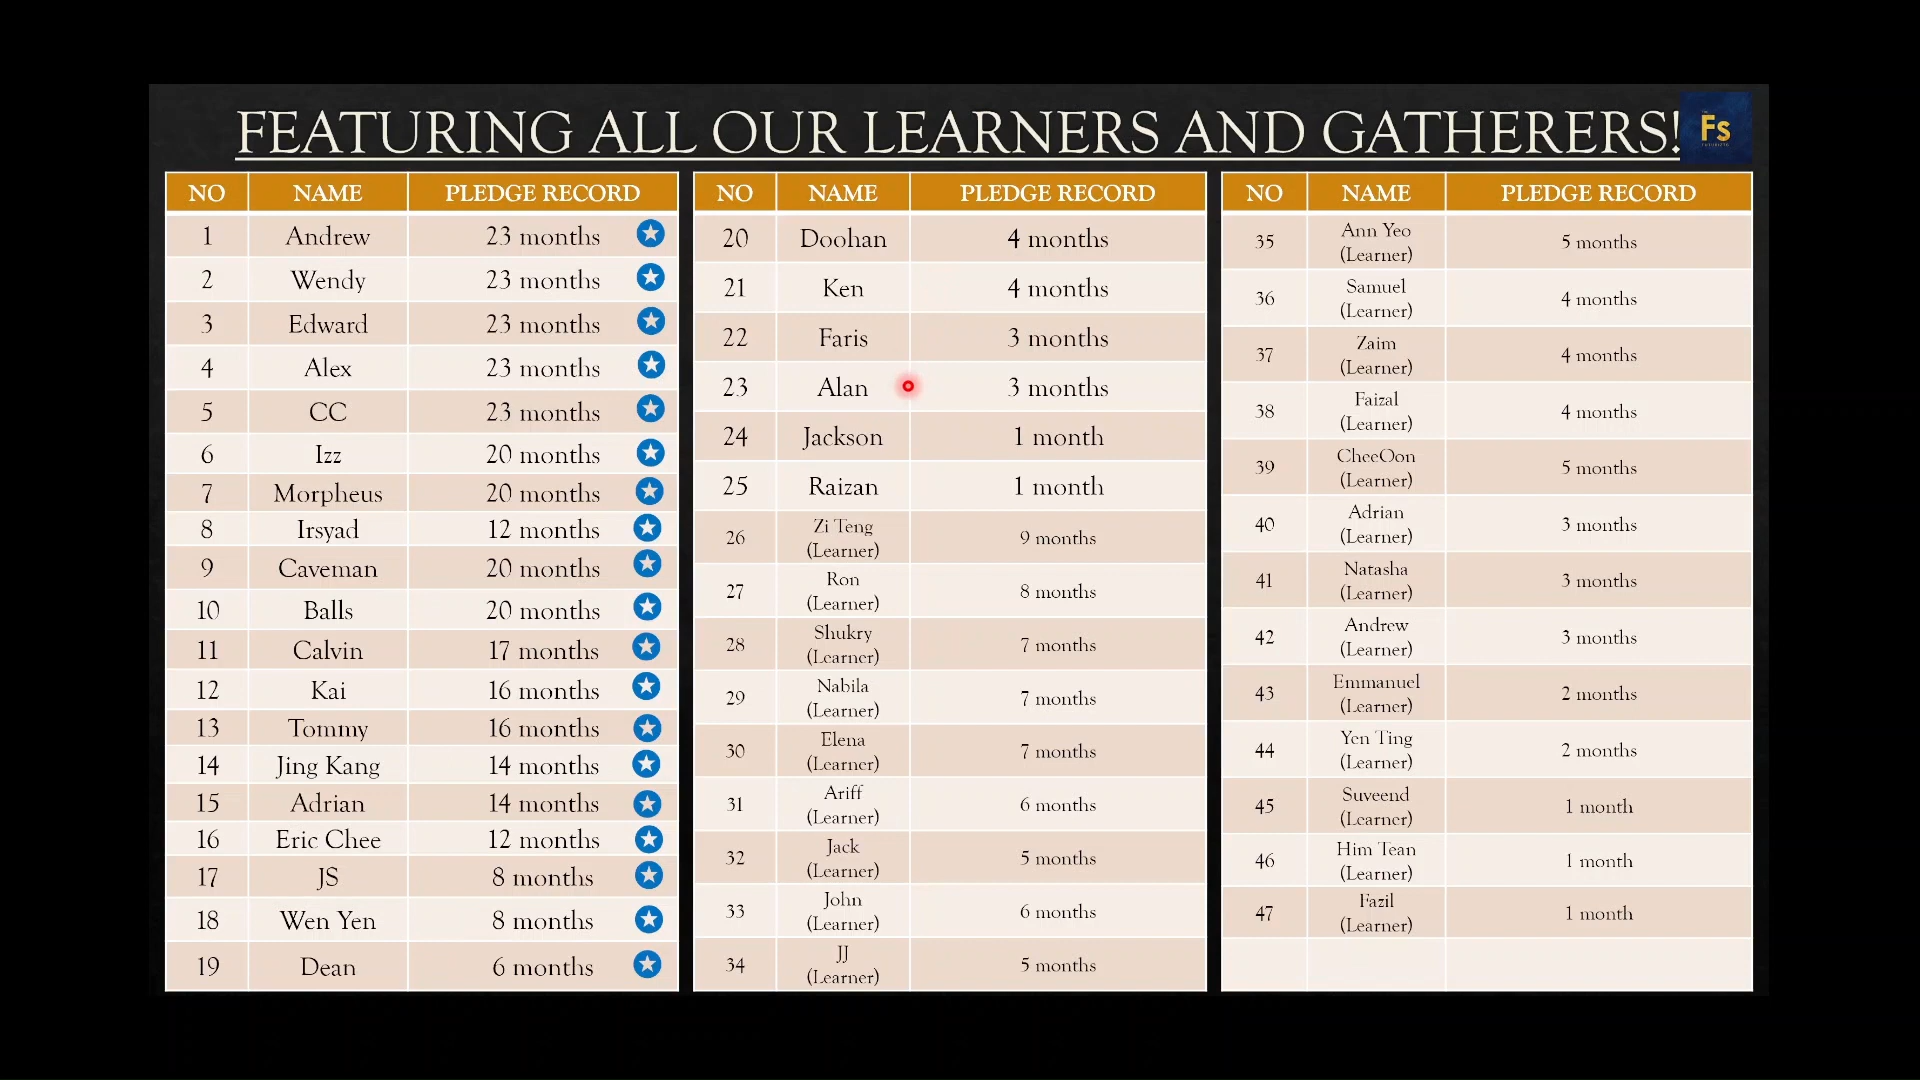 FEATURING ALL OUR LEARNERS AND GATHERERS!
Fs
NO NAME PLEDGE RECORD
1 Andrew 23 months
2 Wendy 23 months
3 Edward 23 months
4 Alex 23 months
5 CC 23 months
6 Izz 20 months
7 Morpheus 20 months
8 Irsyad 12 months
9 Caveman 20 months
10 Balls 20 months
11 Calvin 17 months
12 Kai 16 months
13 Tommy 16 months
14 Jing Kang 14 months
15 Adrian 14 months
16 Eric Chee 12 months
17 JS 8 months
18 Wen Yen 8 months
19 Dean 6 months
NO NAME PLEDGE RECORD
20 Doohan 4 months
21 Ken 4 months
22 Faris 3 months
23 Alan 3 months
24 Jackson 1 month
25 Raizan 1 month
26 Zi Teng (Learner) 9 months
27 Ron (Learner) 8 months
28 Shukry (Learner) 7 months
29 Nabila (Learner) 7 months
30 Elena (Learner) 7 months
31 Ariff (Learner) 6 months
32 Jack (Learner) 5 months
33 John (Learner) 6 months
34 JJ (Learner) 5 months
NO NAME PLEDGE RECORD
35 Ann Yeo (Learner) 5 months
36 Samuel (Learner) 4 months
37 Zaim (Learner) 4 months
38 Faizal (Learner) 4 months
39 CheeOon (Learner) 5 months
40 Adrian (Learner) 3 months
41 Natasha (Learner) 3 months
42 Andrew (Learner) 3 months
43 Emmanuel (Learner) 2 months
44 Yen Ting (Learner) 2 months
45 Suveend (Learner) 1 month
46 Him Tean (Learner) 1 month
47 Fazil (Learner) 1 month